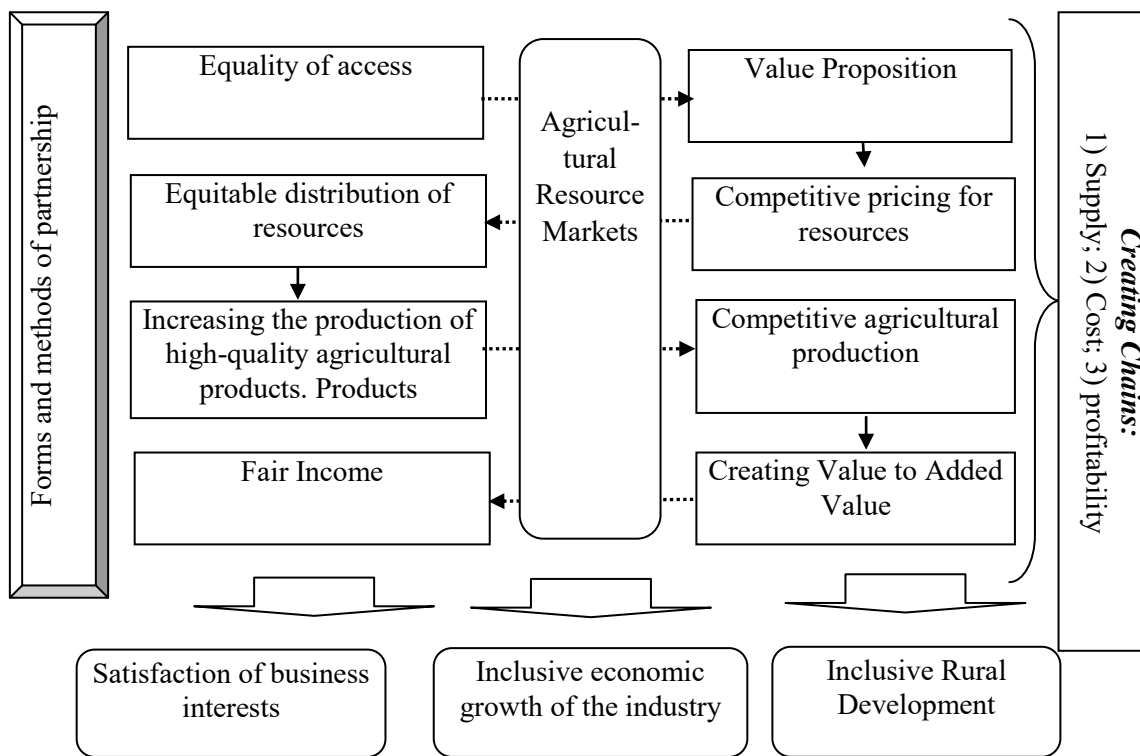 Forms and methods of partnership
Equality of access
Agricul-
tural
Resource
Markets
Value Proposition
Equitable distribution of
resources
Competitive pricing for
resources
Increasing the production of
high-quality agricultural
products. Products
Competitive agricultural
production
Fair Income
Creating Value to Added
Value
Creating Chains:
1) Supply; 2) Cost; 3) profitability
Satisfaction of business
interests
Inclusive economic
growth of the industry
Inclusive Rural
Development